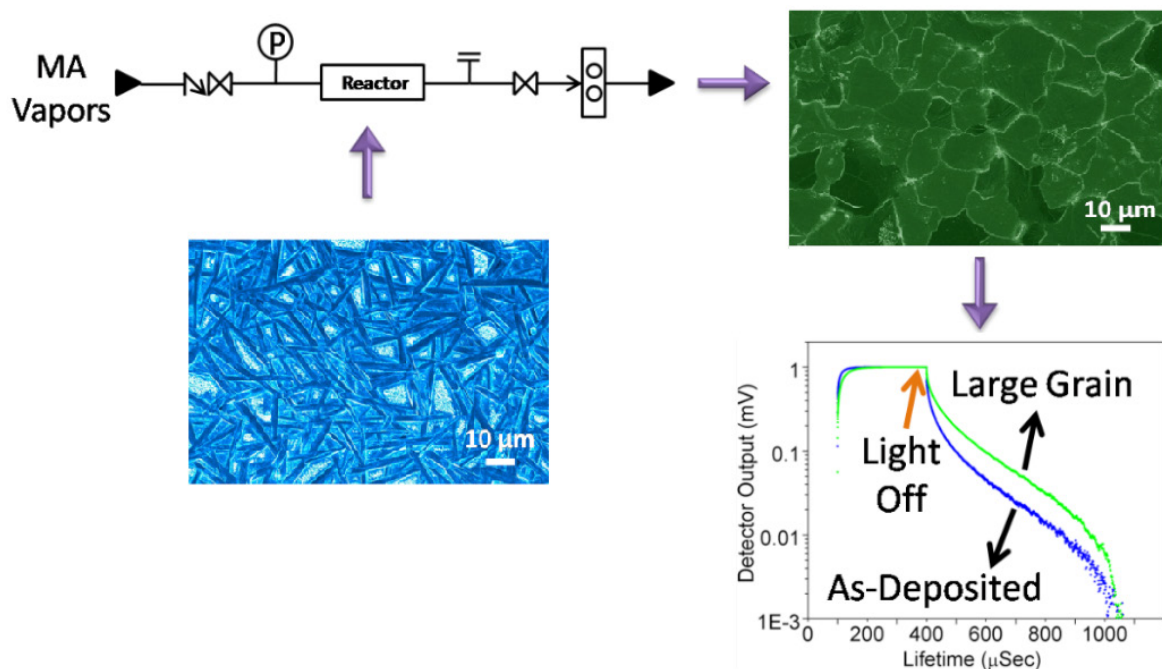 MA
Vapors
P
Reactor
10 µm
10 µm
Detector Output (mV)
1
0.1
0.01
1E-3
Light
Off
Large Grain
As-Deposited
0 200 400 600 800 1000
Lifetime (µSec)